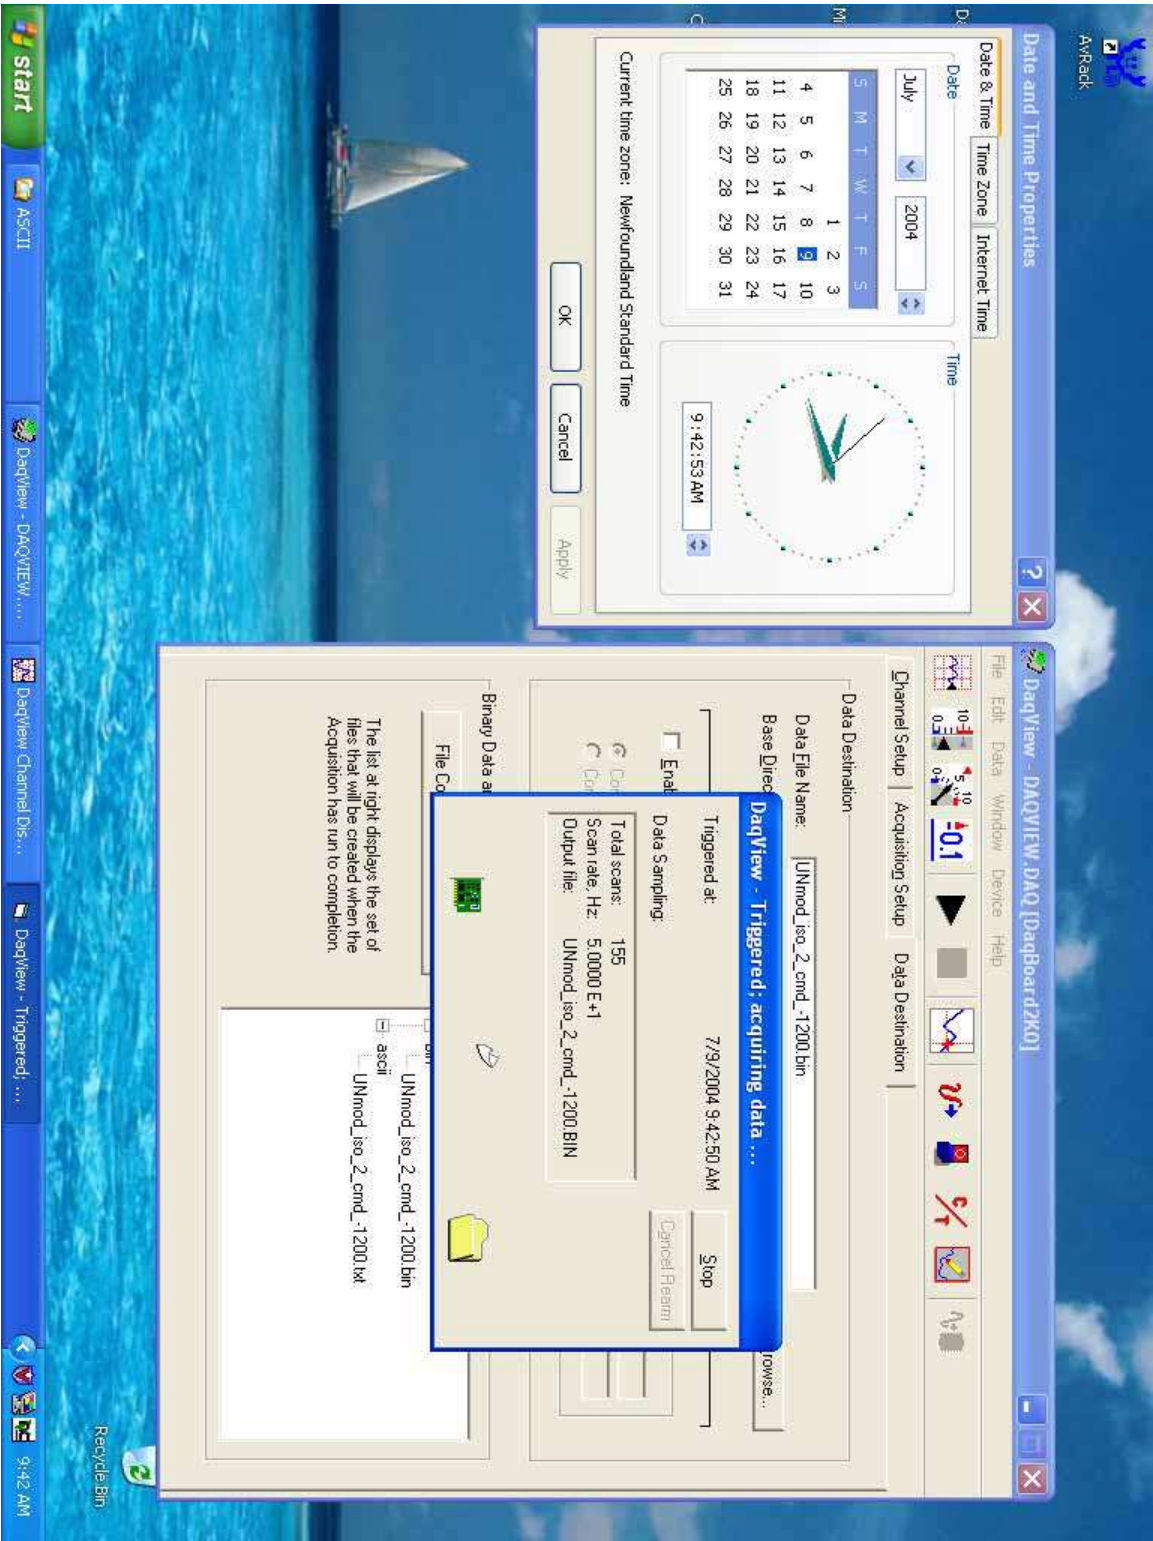 AvRack
Da
Mi
C
Date and Time Properties
Date & Time
Time Zone
Internet Time
Date
July
2004
S M T W T F S
1 2 3
4 5 6 7 8 9 10
11 12 13 14 15 16 17
18 19 20 21 22 23 24
25 26 27 28 29 30 31
Time
9:42:53 AM
Current time zone: Newfoundland Standard Time
OK
Cancel
Apply
DaqView - DAQVIEW.DAQ [DaqBoard2K0]
File Edit Data Window Device Help
Channel Setup
Acquisition Setup
Data Destination
Data Destination
Data File Name:
UNmod_iso_2_cmd_-1200.bin
Base Direc
rowse...
Enab
Con
Con
DaqView - Triggered; acquiring data ...
Triggered at: 7/9/2004 9:42:50 AM
Stop
Data Sampling:
Cancel Rearm
Total scans: 155
Scan rate, Hz: 5.0000 E+1
Output file: UNmod_iso_2_cmd_-1200.BIN
Binary Data an
File Co
The list at right displays the set of
files that will be created when the
Acquisition has run to completion.
bin
UNmod_iso_2_cmd_-1200.bin
ascii
UNmod_iso_2_cmd_-1200.txt
Recycle Bin
start
ASCII
DaqView - DAQVIEW....
DaqView Channel Dis...
DaqView - Triggered; ...
9:42 AM